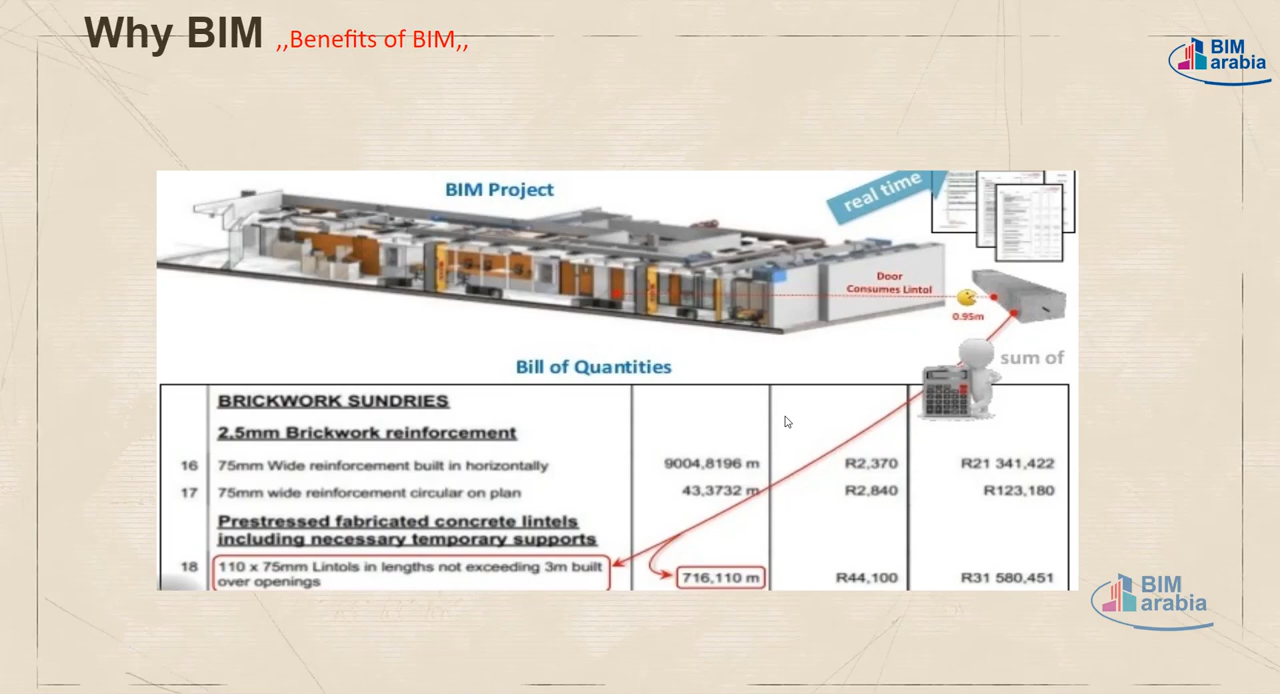 Why BIM ,,Benefits of BIM,,
BIM
arabia
BIM Project
real time
Door
Consumes Lintol
0.95m
sum of
Bill of Quantities
BRICKWORK SUNDRIES
2.5mm Brickwork reinforcement
16 75mm Wide reinforcement built in horizontally 9004,8196 m R2,370 R21 341,422
17 75mm wide reinforcement circular on plan 43,3732 m R2,840 R123,180
Prestressed fabricated concrete lintels
including necessary temporary supports
18 110 x 75mm Lintols in lengths not exceeding 3m built
over openings 716,110 m R44,100 R31 580,451
BIM
arabia